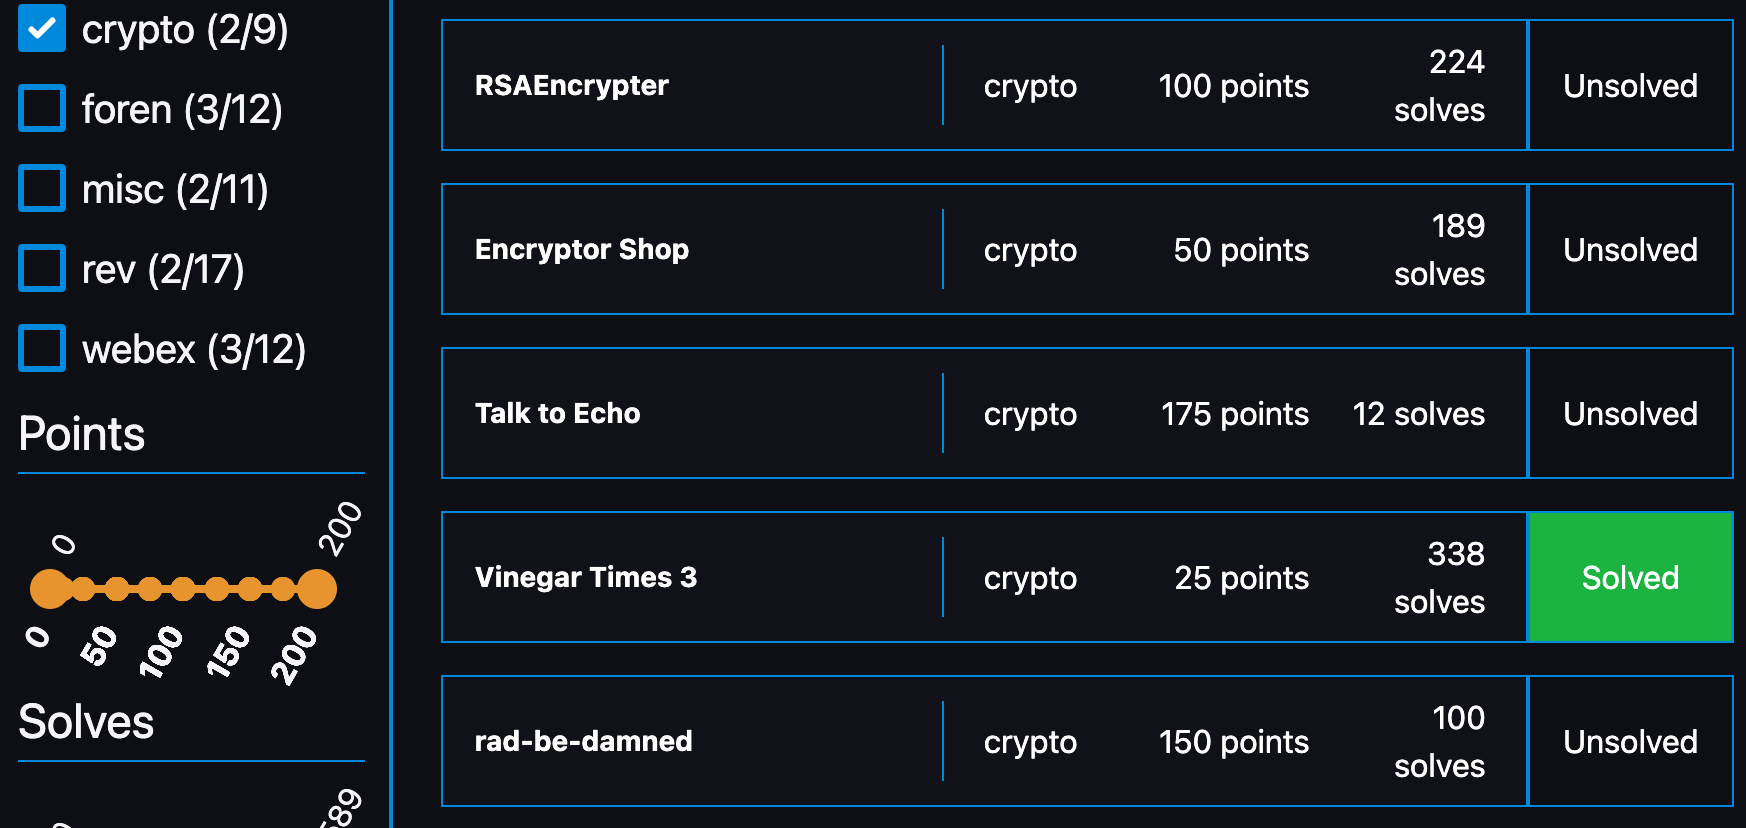 crypto (2/9)
foren (3/12)
misc (2/11)
rev (2/17)
webex (3/12)
Points
0
200
0
50
100
150
200
Solves
RSAEncrypter
crypto
100 points
224
solves
Unsolved
Encryptor Shop
crypto
50 points
189
solves
Unsolved
Talk to Echo
crypto
175 points
12 solves
Unsolved
Vinegar Times 3
crypto
25 points
338
solves
Solved
rad-be-damned
crypto
150 points
100
solves
Unsolved